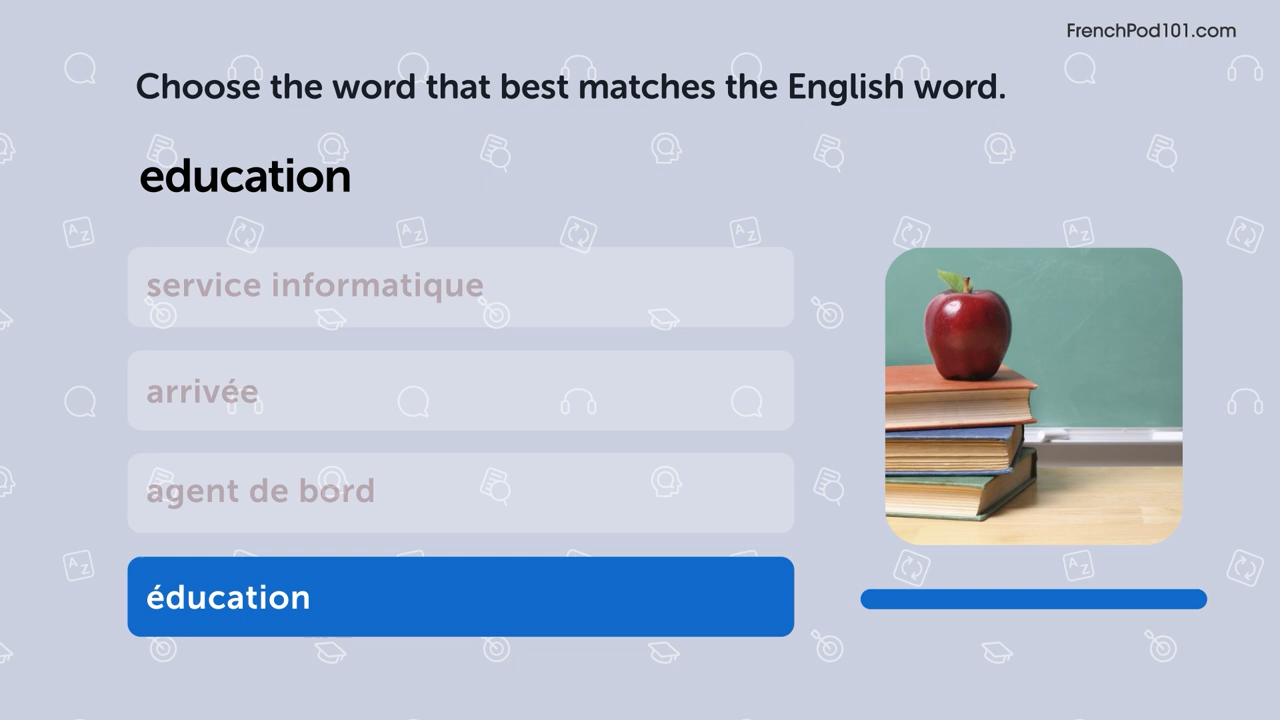 FrenchPod101.com
Choose the word that best matches the English word.
education
service informatique
arrivée
agent de bord
éducation